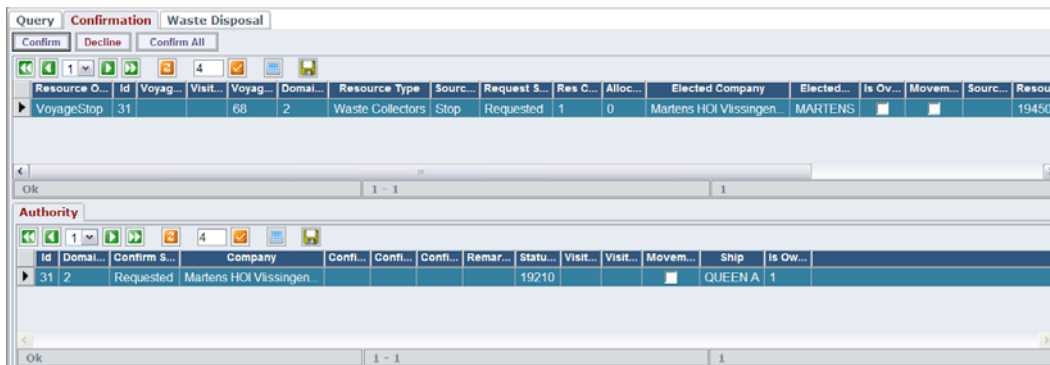 Query Confirmation Waste Disposal
Confirm Decline Confirm All
1 4
Resource O... Id Voyag... Visit... Voyag... Domai... Resource Type Sourc... Request S... Res C... Alloc... Elected Company Elected... Is Ov... Movem... Sourc... Resou
VoyageStop 31 68 2 Waste Collectors Stop Requested 1 0 Martens HOI Vlissingen... MARTENS 19450
Ok 1 - 1 1
Authority
1 4
Id Domai... Confirm S... Company Confi... Confi... Confi... Remar... Statu... Visit... Visit... Movem... Ship Is Ow...
31 2 Requested Martens HOI Vlissingen... 19210 QUEEN A 1
Ok 1 - 1 1